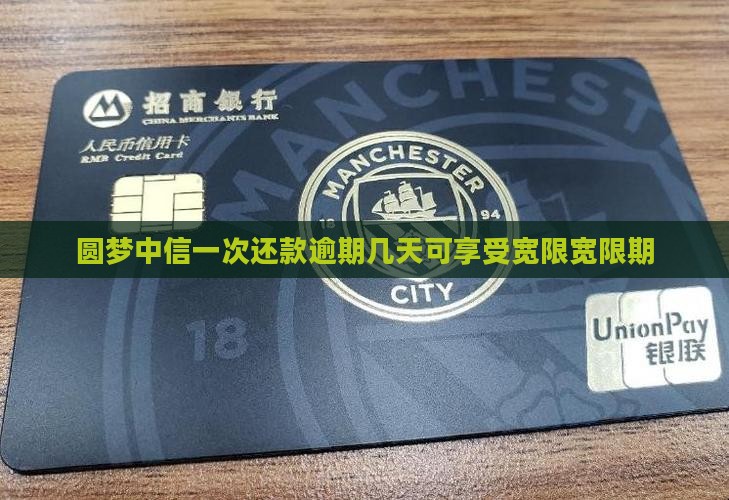 招商銀行
CHINA MERCHANTS BANK
人民币信用卡
RMB Credit Card
MANCHESTER
MANCHESTER
18 94
圆梦中信一次还款逾期几天可享受宽限宽限期
CITY
18
UnionPay
银联